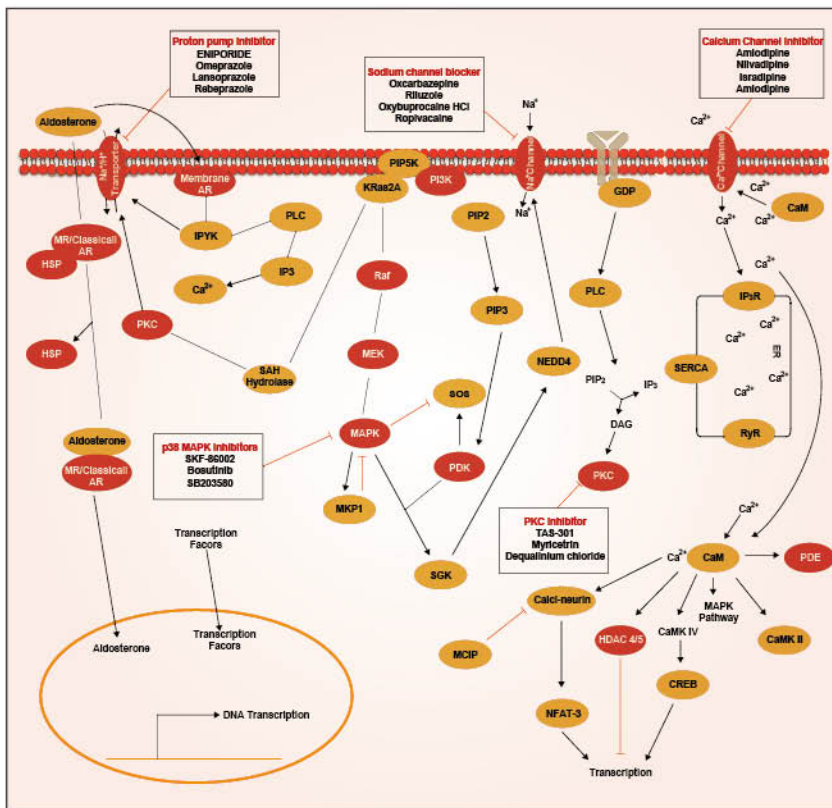 Proton pump inhibitor
ENIPORIDE
Omeprazole
Lansoprazole
Rebeprazole
Sodium channel blocker
Oxcarbazepine
Riluzole
Oxybuprocaine HCl
Ropivacaine
Calcium Channel Inhibitor
Amlodipine
Nilvadipine
Isradipine
Amlodipine
Aldosterone
Na⁺/H⁺
Transporter
Membrane
AR
PIP5K
KRas2A
PI3K
Na⁺
Na⁺Channel
Na⁺
GDP
Ca²⁺
Ca²⁺Channel
Ca²⁺
Ca²⁺
Ca²⁺
CaM
Ca²⁺
MR/Classicall
AR
HSP
IPYK
PLC
IP3
Ca²⁺
PIP2
PLC
IP₃R
Ca²⁺
Ca²⁺
Ca²⁺
Ca²⁺
Ca²⁺
ER
SERCA
RyR
HSP
PKC
Raf
MEK
SAH
Hydrolase
PIP3
NEDD4
PIP₂
IP₃
DAG
PKC
SOS
MAPK
PDK
MKP1
SGK
p38 MAPK inhibitors
SKF-86002
Bosutinib
SB203580
Aldosterone
MR/Classicall
AR
PKC inhibitor
TAS-301
Myricetrin
Dequalinium chloride
Transcription
Facors
Transcription
Facors
Aldosterone
DNA Transcription
Ca²⁺
Ca²⁺
CaM
PDE
Calci-neurin
MCIP
HDAC 4/5
CaMK IV
MAPK
Pathway
CaMK II
CREB
NFAT-3
Transcription